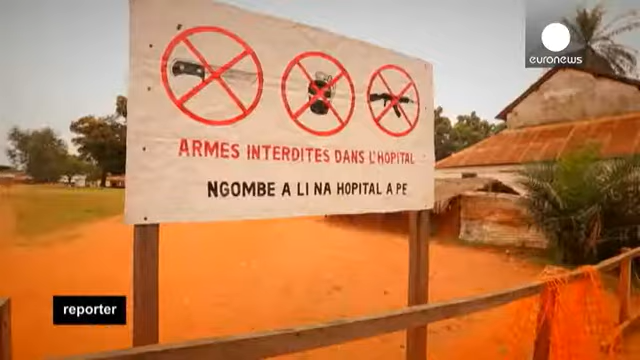 euronews
ARMES INTERDITES DANS L'HOPITAL
NGOMBE A LI NA HOPITAL A PE
reporter